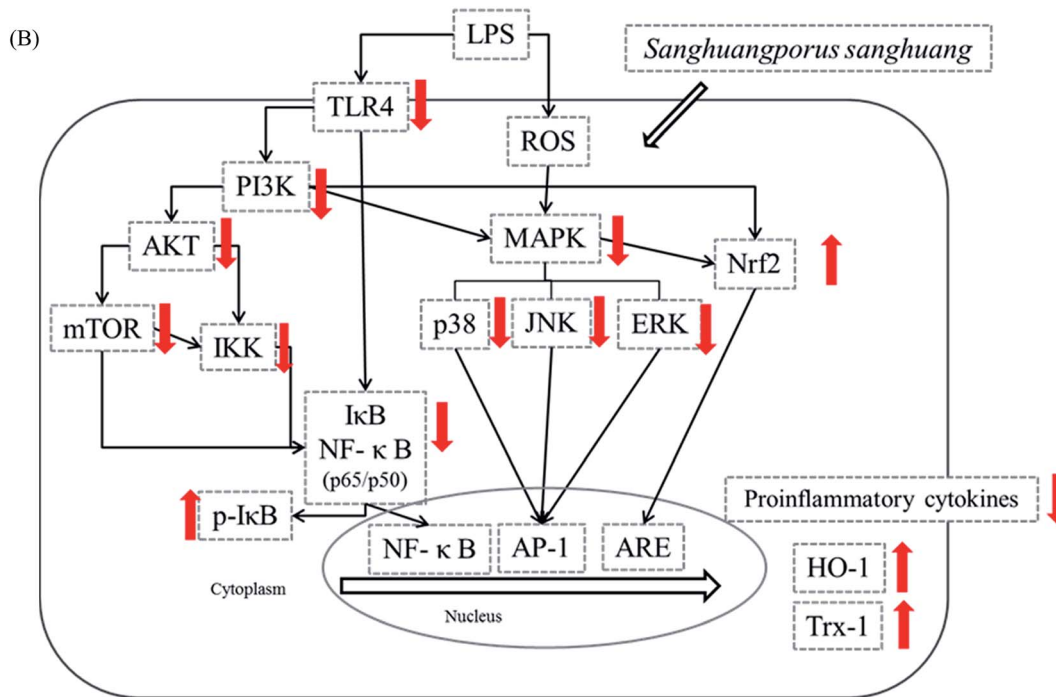 (B)
LPS
Sanghuangporus sanghuang
TLR4
ROS
PI3K
AKT
MAPK
Nrf2
mTOR
IKK
p38
JNK
ERK
IκB
NF- κ B
(p65/p50)
p-IκB
Proinflammatory cytokines
NF- κ B
AP-1
ARE
HO-1
Cytoplasm
Nucleus
Trx-1